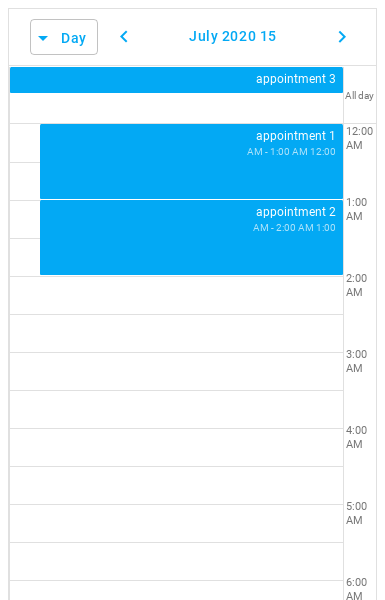 Day
July 2020 15
appointment 3
All day
appointment 1
AM - 1:00 AM 12:00
12:00
AM
appointment 2
AM - 2:00 AM 1:00
1:00
AM
2:00
AM
3:00
AM
4:00
AM
5:00
AM
6:00
AM